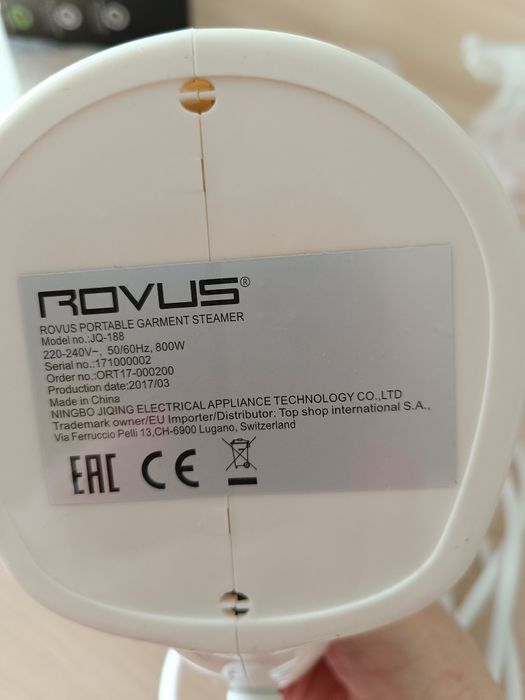 ROVUS®
ROVUS PORTABLE GARMENT STEAMER
Model no.:JQ-188
220-240V~, 50/60Hz, 800W
Serial no.:171000002
Order no.:ORT17-000200
Production date:2017/03
Made in China
NINGBO JIQING ELECTRICAL APPLIANCE TECHNOLOGY CO.,LTD
Trademark owner/EU Importer/Distributor: Top shop international S.A.,
Via Ferruccio Pelli 13,CH-6900 Lugano, Switzerland
EAC CE